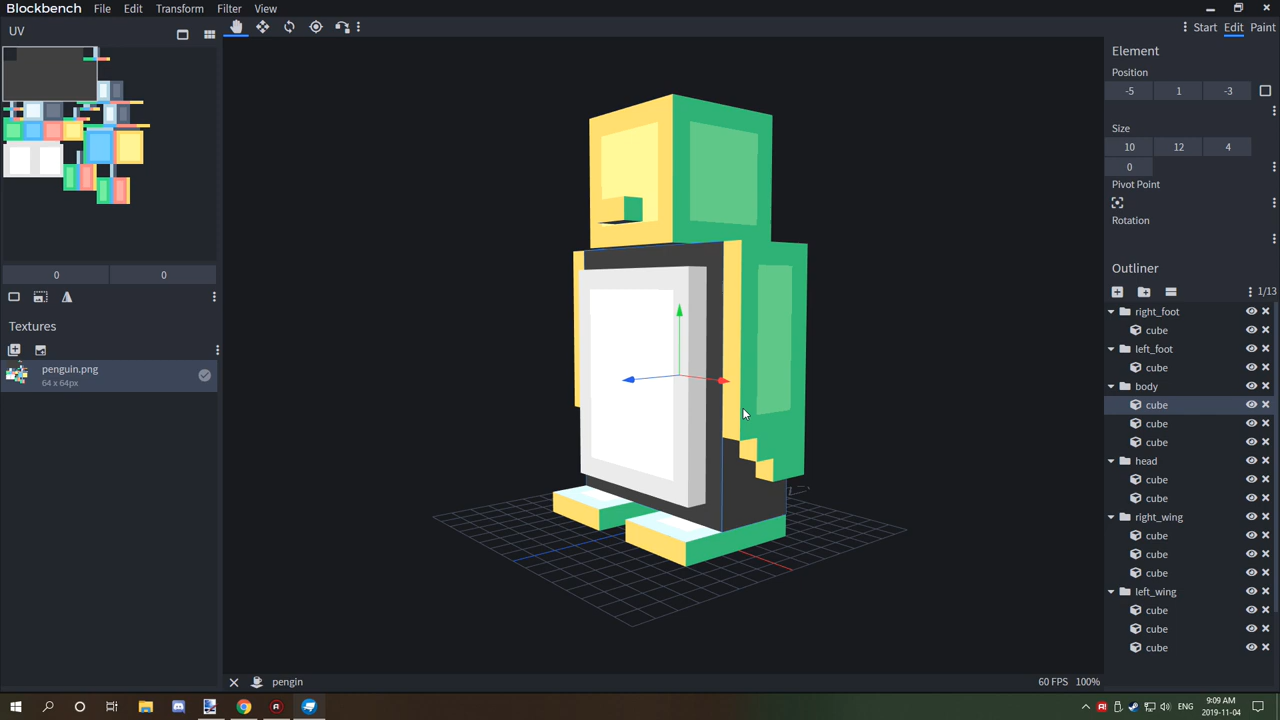 Blockbench File Edit Transform Filter View
Start Edit Paint
UV
0 0
Textures
penguin.png
64 x 64px
Element
Position
-5 1 -3
Size
10 12 4
0
Pivot Point
Rotation
Outliner
1/13
right_foot
cube
left_foot
cube
body
cube
cube
cube
head
cube
cube
right_wing
cube
cube
cube
left_wing
cube
cube
cube
pengin
60 FPS 100%
ENG
9:09 AM
2019-11-04